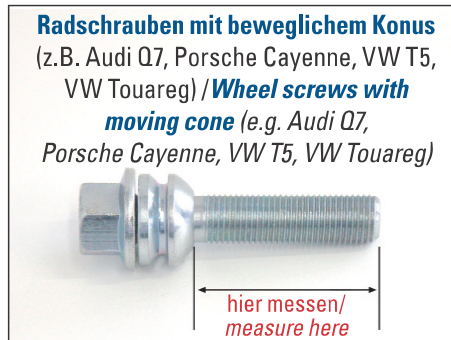 Radschrauben mit beweglichem Konus
(z.B. Audi Q7, Porsche Cayenne, VW T5,
VW Touareg) / Wheel screws with
moving cone (e.g. Audi Q7,
Porsche Cayenne, VW T5, VW Touareg)
hier messen/
measure here